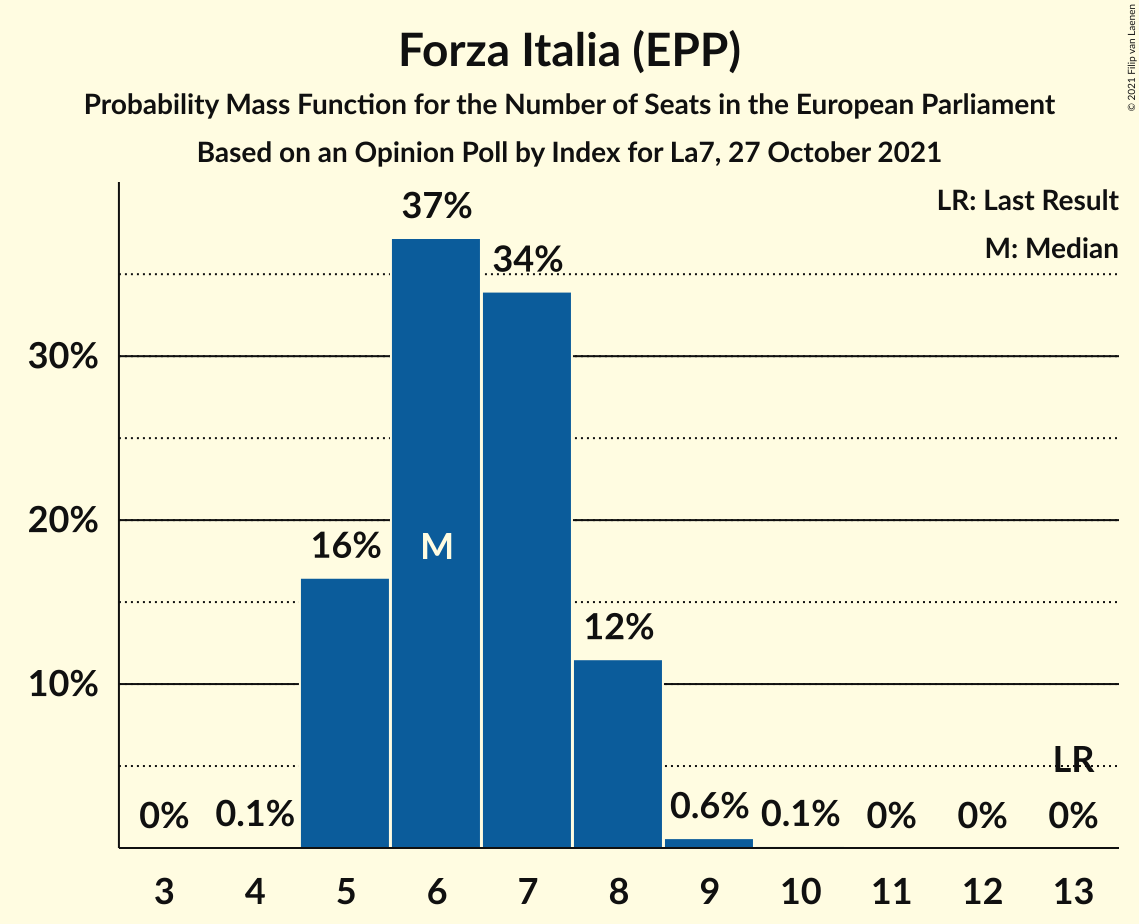 © 2021 Filip van Laenen
Forza Italia (EPP)
Probability Mass Function for the Number of Seats in the European Parliament
Based on an Opinion Poll by Index for La7, 27 October 2021
LR: Last Result
M: Median
37%
34%
30%
20%
16%
M
12%
10%
LR
0%
0.1%
0.6%
0.1%
0%
0%
0%
3 4 5 6 7 8 9 10 11 12 13